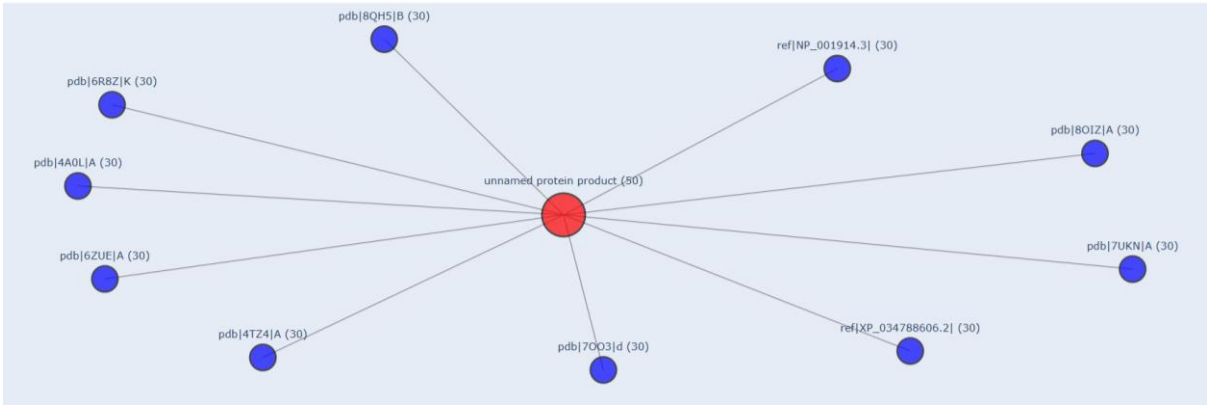 pdb|8QH5|B (30)
ref|NP_001914.3| (30)
pdb|6R8Z|K (30)
pdb|8OIZ|A (30)
pdb|4A0L|A (30)
unnamed protein product (50)
pdb|7UKN|A (30)
pdb|6ZUE|A (30)
pdb|4TZ4|A (30)
ref|XP_034788606.2| (30)
pdb|7OO3|d (30)